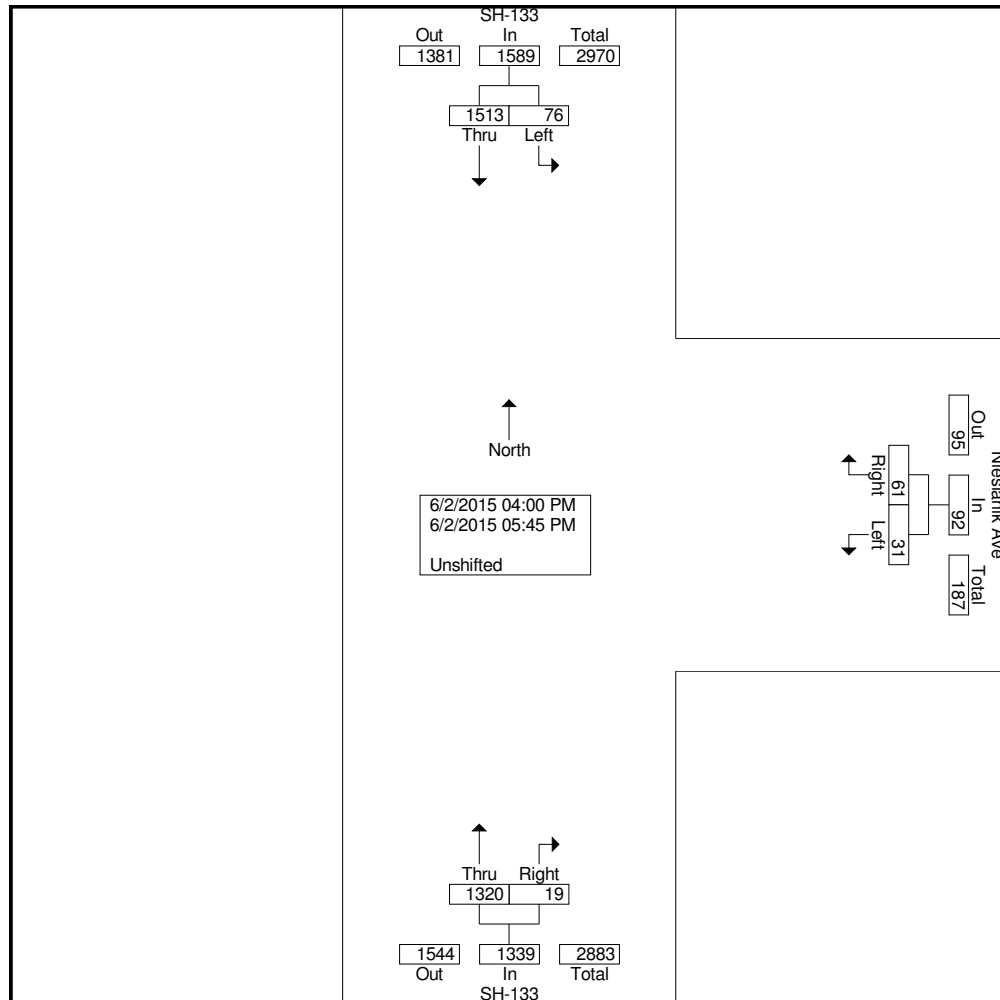 SH-133
Out In Total
1381 1589 2970
1513 76
Thru Left
North
6/2/2015 04:00 PM
6/2/2015 05:45 PM
Unshifted
Out In Total
95 92 187
61 31
Right Left
Thru Right
1320 19
1544 1339 2883
Out In Total
SH-133